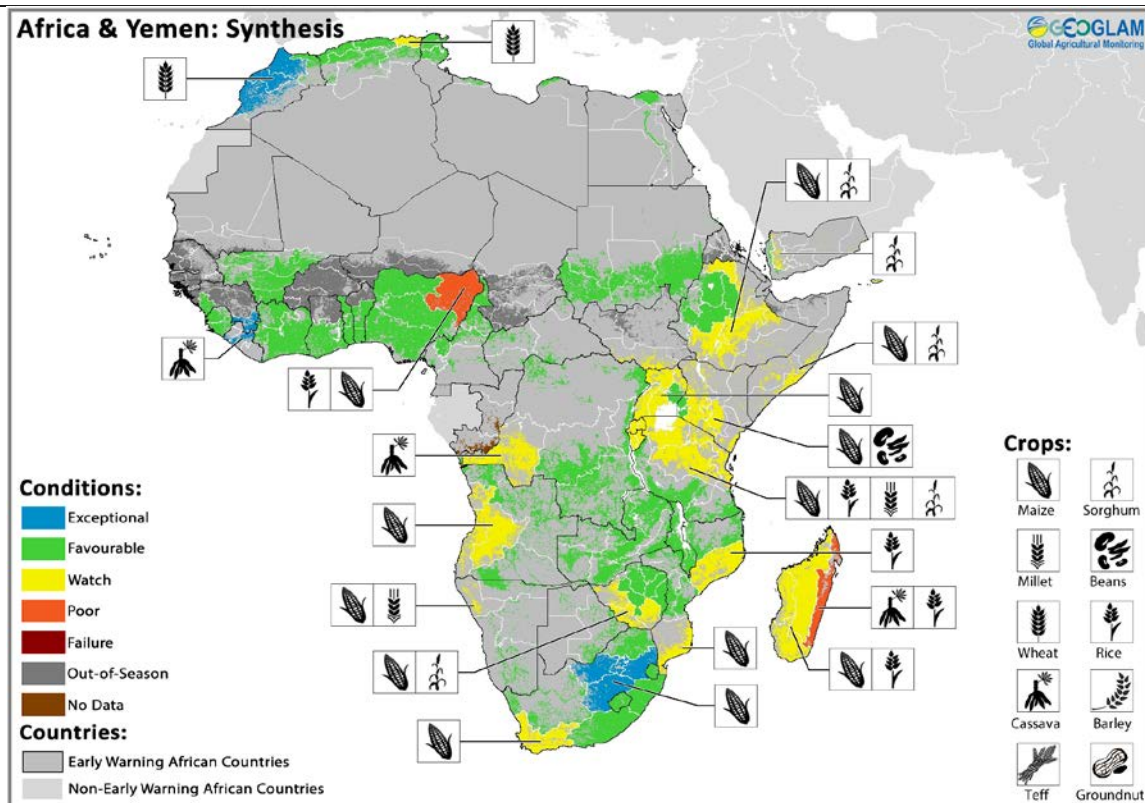 Africa & Yemen: Synthesis
GEOGLAM
Global Agricultural Monitoring
Conditions:
Exceptional
Favourable
Watch
Poor
Failure
Out-of-Season
No Data
Countries:
Early Warning African Countries
Non-Early Warning African Countries
Crops:
Maize
Sorghum
Millet
Beans
Wheat
Rice
Cassava
Barley
Teff
Groundnut